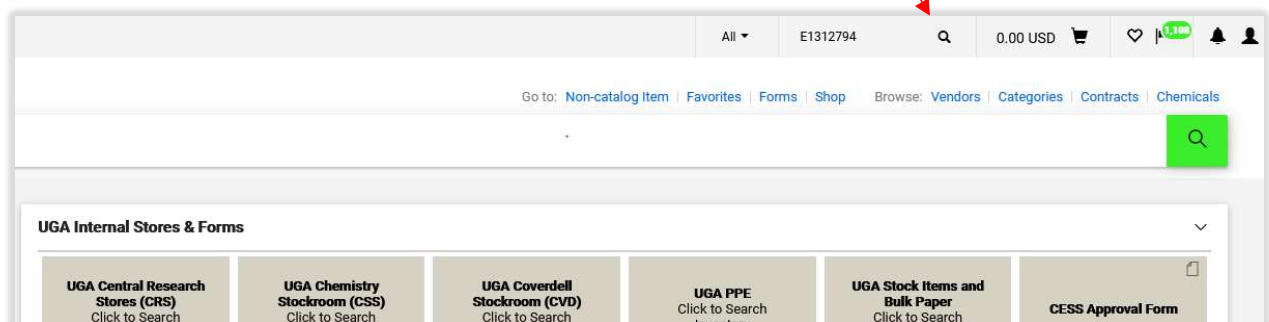 All E1312794 0.00 USD 1,108
Go to: Non-catalog Item | Favorites | Forms | Shop Browse: Vendors | Categories | Contracts | Chemicals
UGA Internal Stores & Forms
UGA Central Research
Stores (CRS)
Click to Search
UGA Chemistry
Stockroom (CSS)
Click to Search
UGA Coverdell
Stockroom (CVD)
Click to Search
UGA PPE
Click to Search
UGA Stock Items and
Bulk Paper
Click to Search
CESS Approval Form